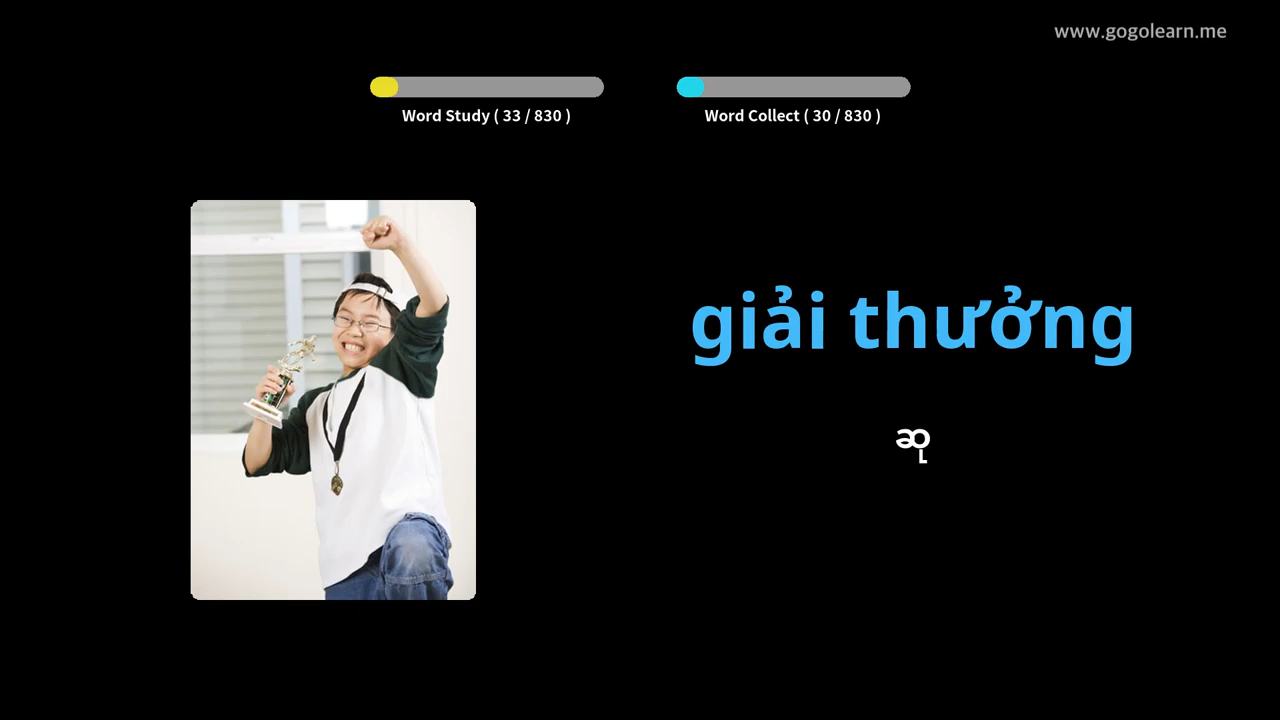 www.gogolearn.me
Word Study ( 33 / 830 )
Word Collect ( 30 / 830 )
giải thưởng
ဆု